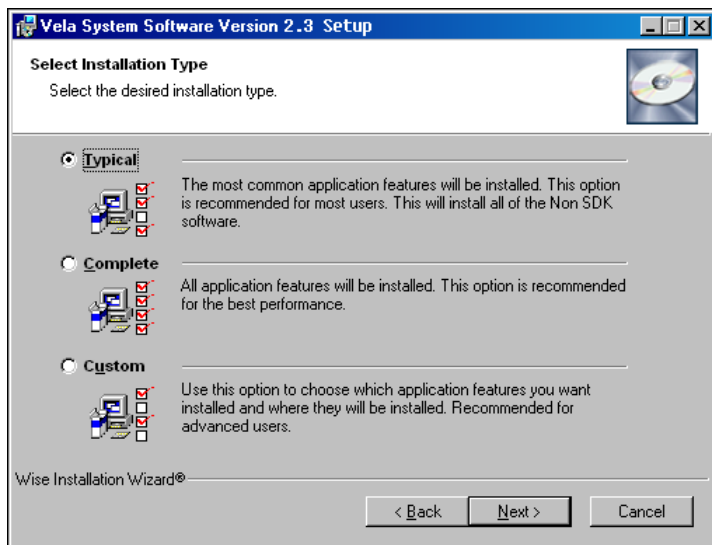 Vela System Software Version 2.3 Setup
Select Installation Type
Select the desired installation type.
Typical
The most common application features will be installed. This option
is recommended for most users. This will install all of the Non SDK
software.
Complete
All application features will be installed. This option is recommended
for the best performance.
Custom
Use this option to choose which application features you want
installed and where they will be installed. Recommended for
advanced users.
Wise Installation Wizard®
< Back
Next >
Cancel